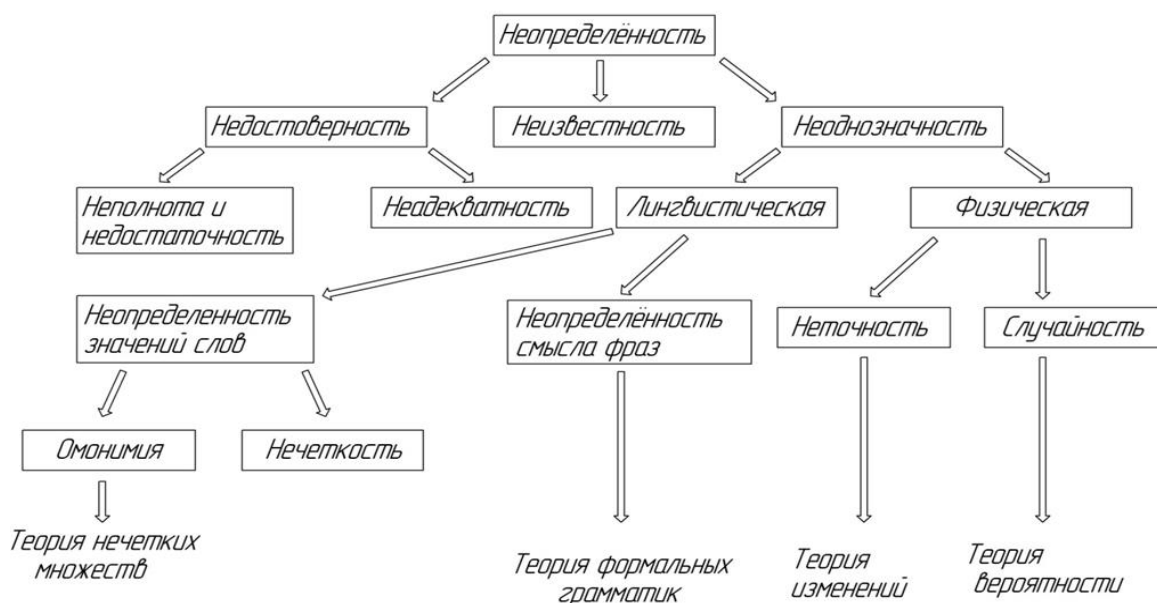 Неопределённость
Недостоверность
Неизвестность
Неоднозначность
Неполнота и
недостаточность
Неадекватность
Лингвистическая
Физическая
Неопределенность
значений слов
Неопределённость
смысла фраз
Неточность
Случайность
Омонимия
Нечеткость
Теория нечетких
множеств
Теория формальных
грамматик
Теория
изменений
Теория
вероятности